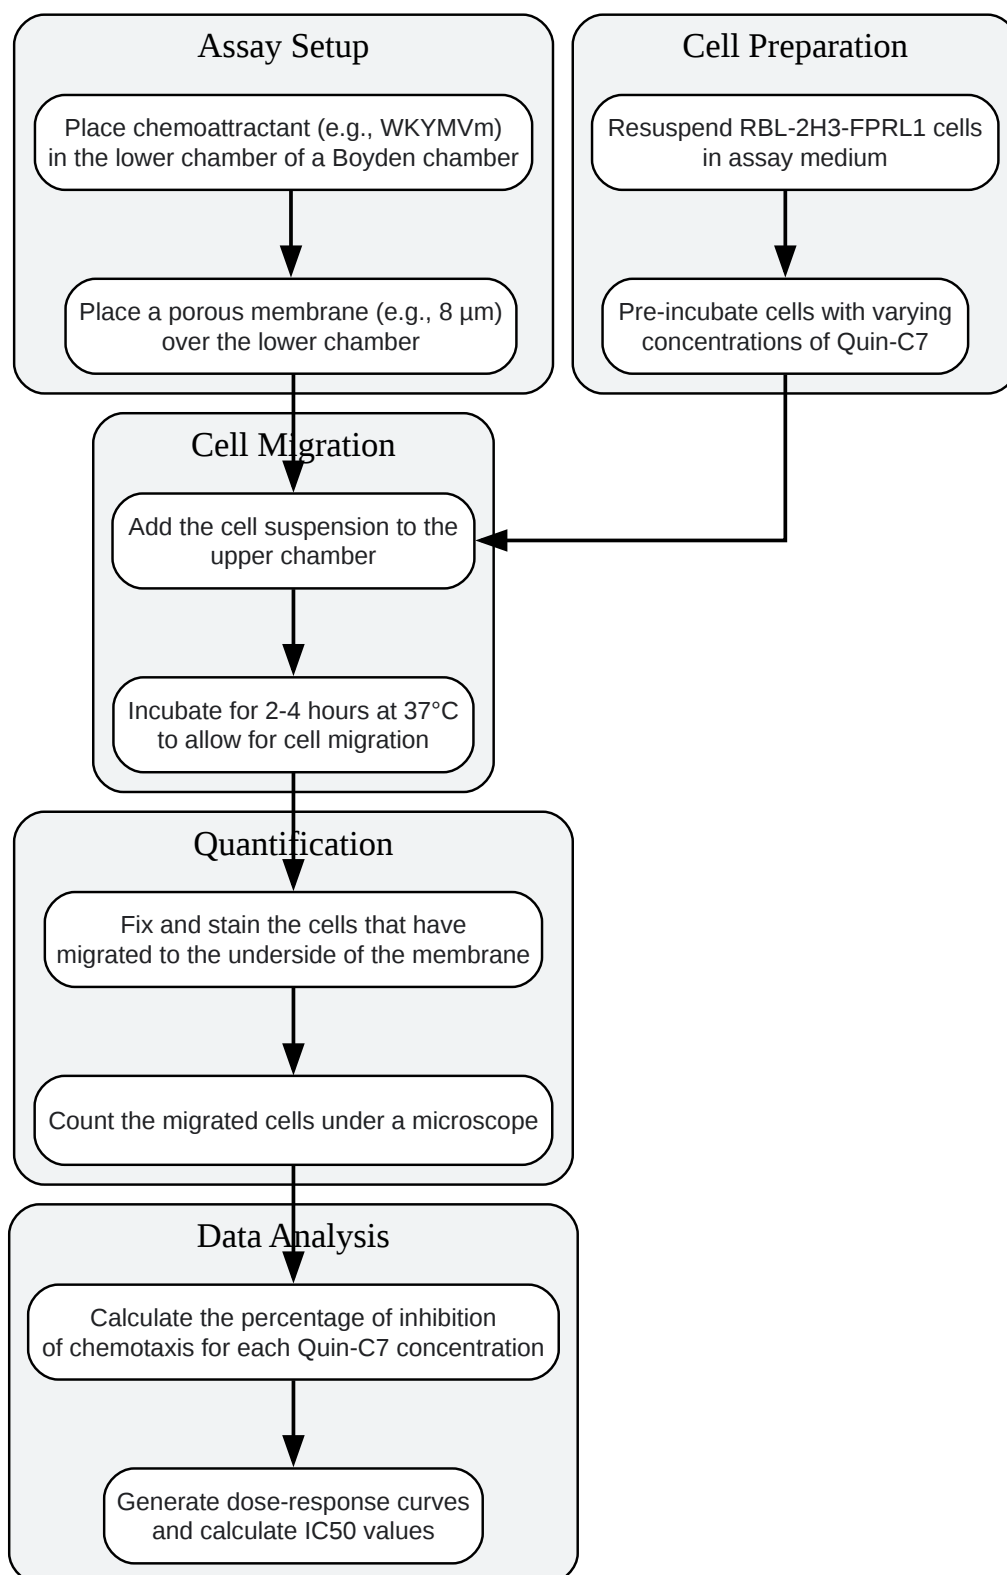 Assay Setup
Place chemoattractant (e.g., WKYMVm)
in the lower chamber of a Boyden chamber
Place a porous membrane (e.g., 8 µm)
over the lower chamber
Cell Preparation
Resuspend RBL-2H3-FPRL1 cells
in assay medium
Pre-incubate cells with varying
concentrations of Quin-C7
Cell Migration
Add the cell suspension to the
upper chamber
Incubate for 2-4 hours at 37°C
to allow for cell migration
Quantification
Fix and stain the cells that have
migrated to the underside of the membrane
Count the migrated cells under a microscope
Data Analysis
Calculate the percentage of inhibition
of chemotaxis for each Quin-C7 concentration
Generate dose-response curves
and calculate IC50 values